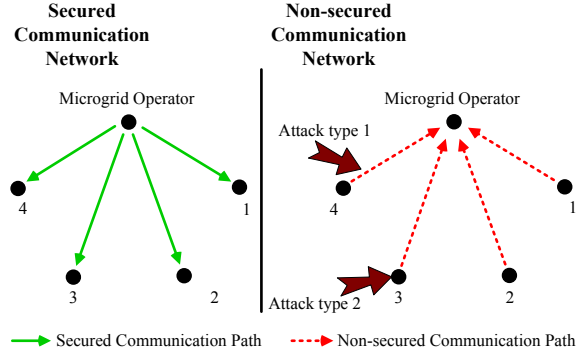 Secured
Communication
Network
Microgrid Operator
4
1
3
2
Non-secured
Communication
Network
Microgrid Operator
Attack type 1
4
1
Attack type 2
3
2
Secured Communication Path
Non-secured Communication Path